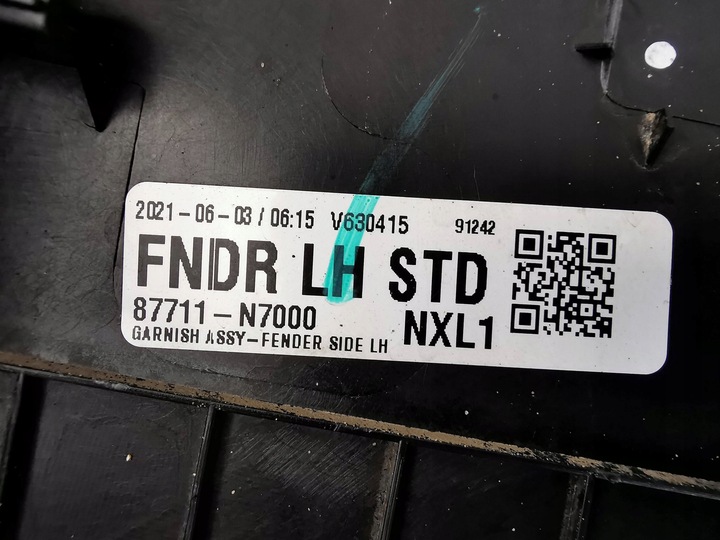 2021-06-03 / 06:15 V630415 91242
FNDR LH STD
87711-N7000 NXL1
GARNISH ASSY-FENDER SIDE LH